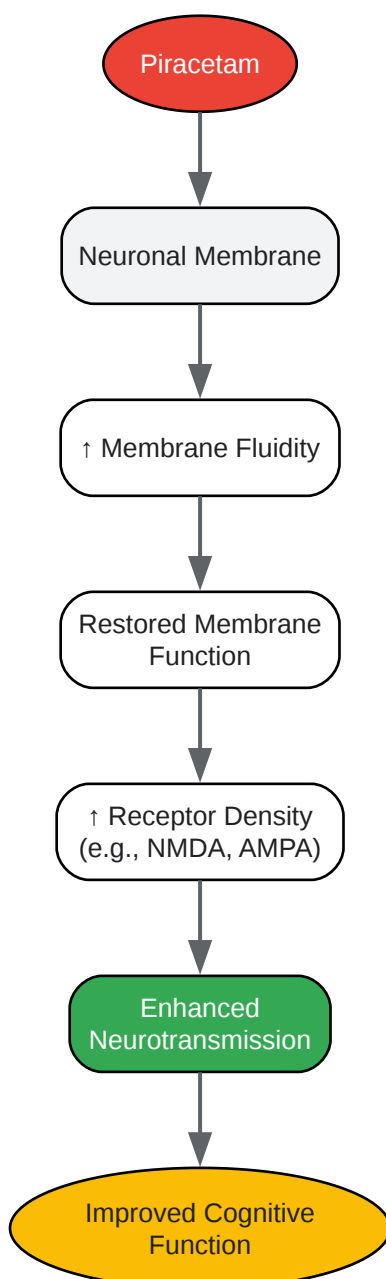 Piracetam
Neuronal Membrane
↑ Membrane Fluidity
Restored Membrane
Function
↑ Receptor Density
(e.g., NMDA, AMPA)
Enhanced
Neurotransmission
Improved Cognitive
Function